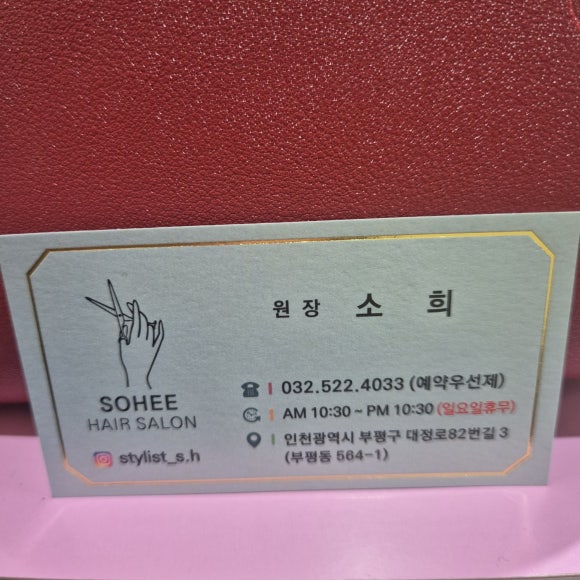 원장 소희
SOHEE
HAIR SALON
stylist_s.h
032.522.4033 (예약우선제)
AM 10:30 ~ PM 10:30 (일요일휴무)
인천광역시 부평구 대정로82번길 3
(부평동 564-1)